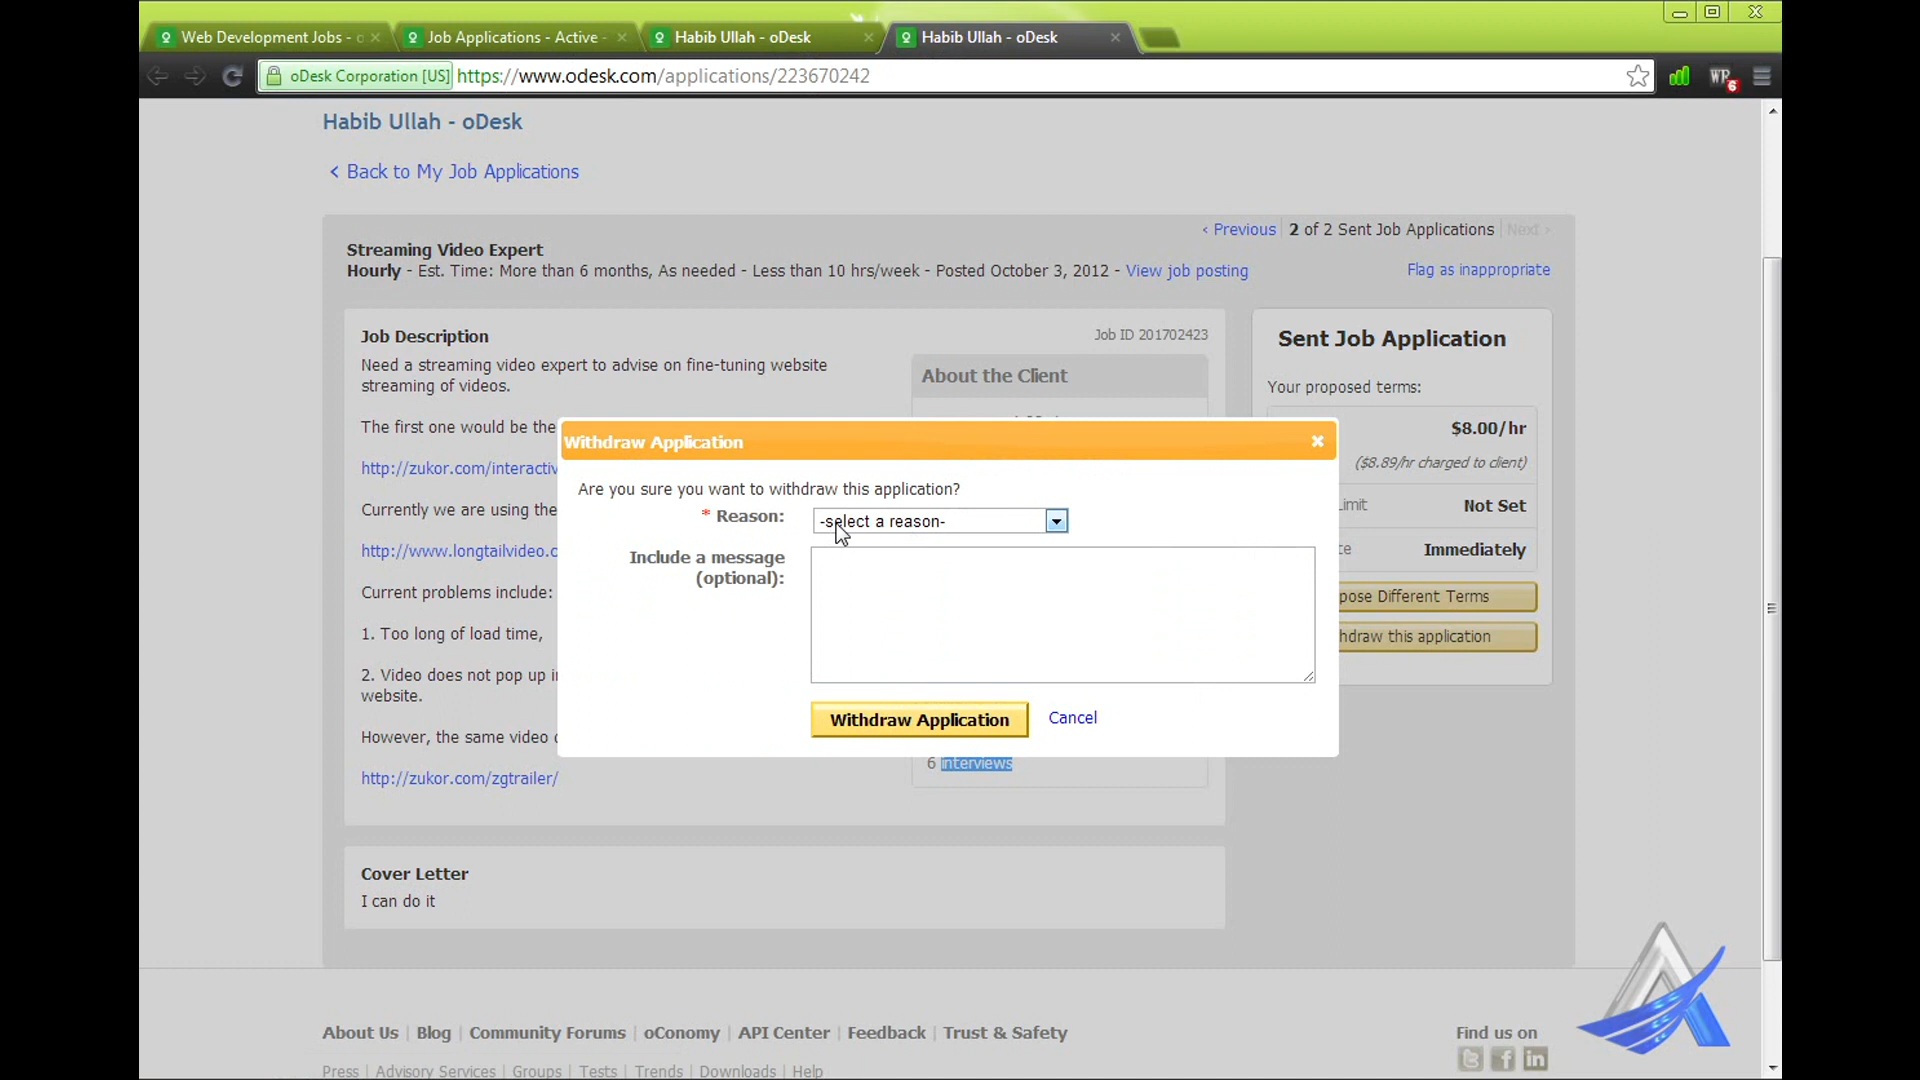 Web Development Jobs - o
Job Applications - Active -
Habib Ullah - oDesk
Habib Ullah - oDesk
oDesk Corporation [US] https://www.odesk.com/applications/223670242
WR 6
Habib Ullah - oDesk
< Back to My Job Applications
‹ Previous 2 of 2 Sent Job Applications Next ›
Streaming Video Expert
Hourly - Est. Time: More than 6 months, As needed - Less than 10 hrs/week - Posted October 3, 2012 - View job posting
Flag as inappropriate
Job Description
Job ID 201702423
Need a streaming video expert to advise on fine-tuning website
streaming of videos.
The first one would be the
http://zukor.com/interactiv
Currently we are using the
http://www.longtailvideo.c
Current problems include:
1. Too long of load time,
2. Video does not pop up i
website.
However, the same video
http://zukor.com/zgtrailer/
About the Client
6 interviews
Sent Job Application
Your proposed terms:
$8.00/hr
($8.89/hr charged to client)
imit Not Set
te Immediately
pose Different Terms
hdraw this application
Withdraw Application
Are you sure you want to withdraw this application?
* Reason: -select a reason-
Include a message
(optional):
Withdraw Application Cancel
Cover Letter
I can do it
About Us | Blog | Community Forums | oConomy | API Center | Feedback | Trust & Safety
Find us on
Press | Advisory Services | Groups | Tests | Trends | Downloads | Help